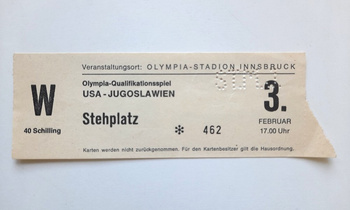 Veranstaltungsort: OLYMPIA-STADION INNSBRUCK
W
Olympia-Qualifikationsspiel
USA - JUGOSLAWIEN
3.
40 Schilling
Stehplatz
FEBRUAR
* 462
17.00 Uhr
Karten werden nicht zurückgenommen. Für den Kartenbesitzer gilt die Hausordnung.